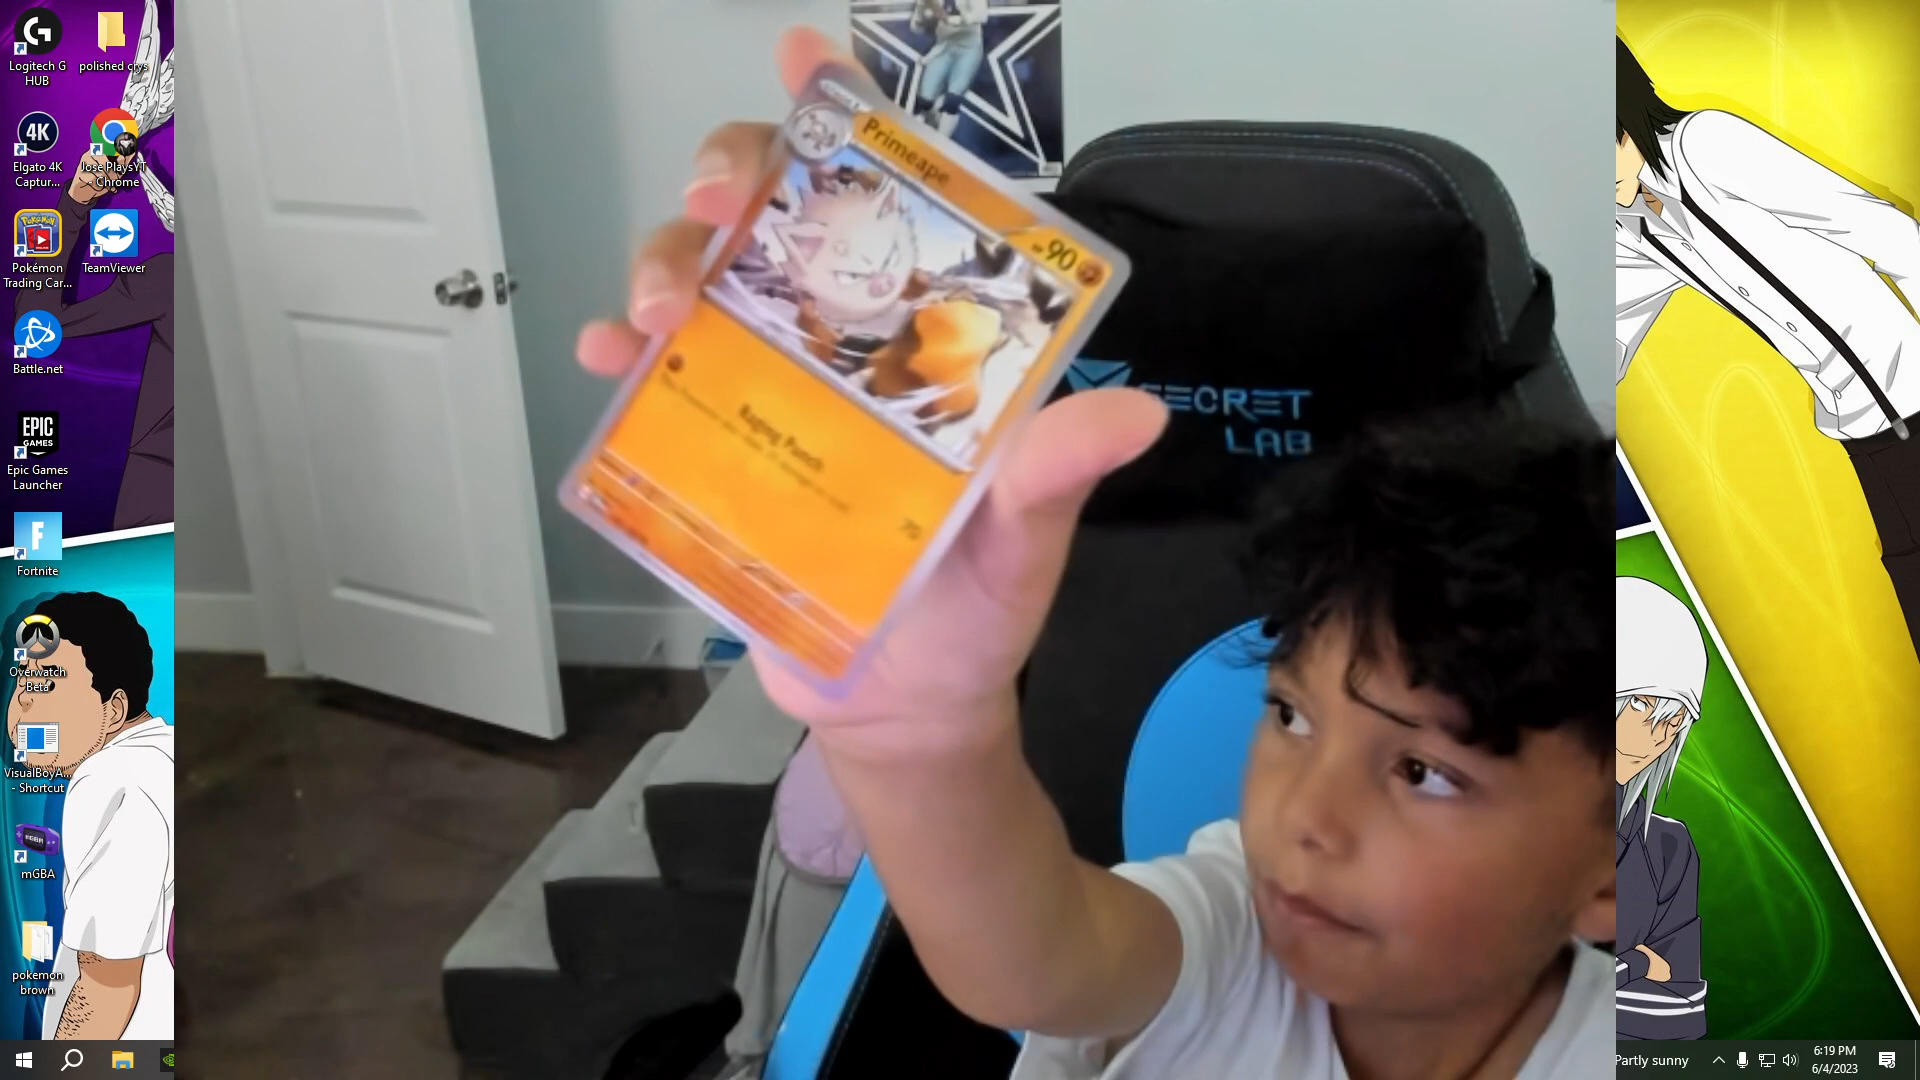 Logitech G
HUB
polished crys
4K
Elgato 4K
Captur...
Jose PlaysYT
- Chrome
Pokémon
Trading Car...
TeamViewer
Battle.net
EPIC
GAMES
Epic Games
Launcher
Fortnite
Overwatch
Beta
VisualBoyA...
- Shortcut
mGBA
pokemon
brown
Primeape
90
Raging Punch
70
SECRET
LAB
Partly sunny
6:19 PM
6/4/2023